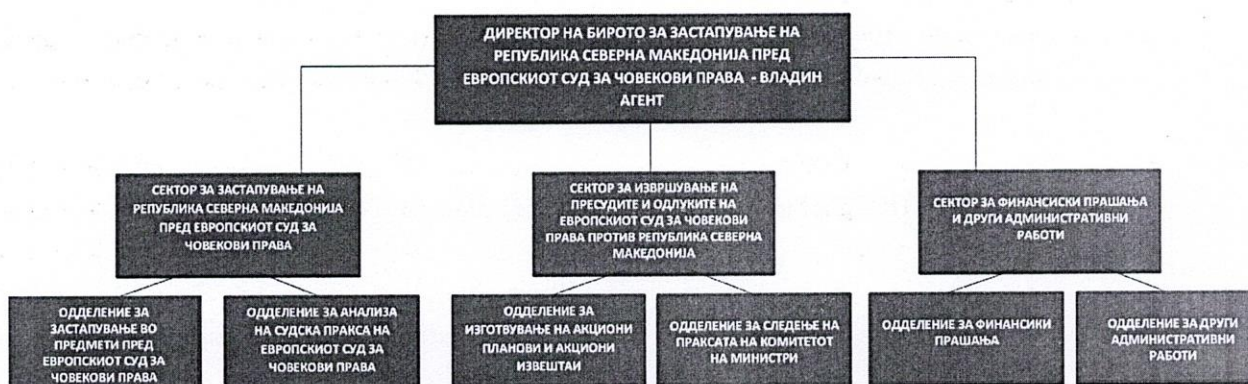 ДИРЕКТОР НА БИРОТО ЗА ЗАСТАПУВАЊЕ НА
РЕПУБЛИКА СЕВЕРНА МАКЕДОНИЈА ПРЕД
ЕВРОПСКИОТ СУД ЗА ЧОВЕКОВИ ПРАВА - ВЛАДИН
АГЕНТ
СЕКТОР ЗА ЗАСТАПУВАЊЕ НА
РЕПУБЛИКА СЕВЕРНА МАКЕДОНИЈА
ПРЕД ЕВРОПСКИОТ СУД ЗА
ЧОВЕКОВИ ПРАВА
СЕКТОР ЗА ИЗВРШУВАЊЕ НА
ПРЕСУДИТЕ И ОДЛУКИТЕ НА
ЕВРОПСКИОТ СУД ЗА ЧОВЕКОВИ
ПРАВА ПРОТИВ РЕПУБЛИКА СЕВЕРНА
МАКЕДОНИЈА
СЕКТОР ЗА ФИНАНСИСКИ ПРАШАЊА
И ДРУГИ АДМИНИСТРАТИВНИ
РАБОТИ
ОДДЕЛЕНИЕ ЗА
ЗАСТАПУВАЊЕ ВО
ПРЕДМЕТИ ПРЕД
ЕВРОПСКИОТ СУД ЗА
ЧОВЕКОВИ ПРАВА
ОДДЕЛЕНИЕ ЗА АНАЛИЗА
НА СУДСКА ПРАКСА НА
ЕВРОПСКИОТ СУД ЗА
ЧОВЕКОВИ ПРАВА
ОДДЕЛЕНИЕ ЗА
ИЗГОТВУВАЊЕ НА АКЦИОНИ
ПЛАНОВИ И АКЦИОНИ
ИЗВЕШТАИ
ОДДЕЛЕНИЕ ЗА СЛЕДЕЊЕ НА
ПРАКСАТА НА КОМИТЕТОТ
НА МИНИСТРИ
ОДДЕЛЕНИЕ ЗА ФИНАНСИКИ
ПРАШАЊА
ОДДЕЛЕНИЕ ЗА ДРУГИ
АДМИНИСТРАТИВНИ
РАБОТИ